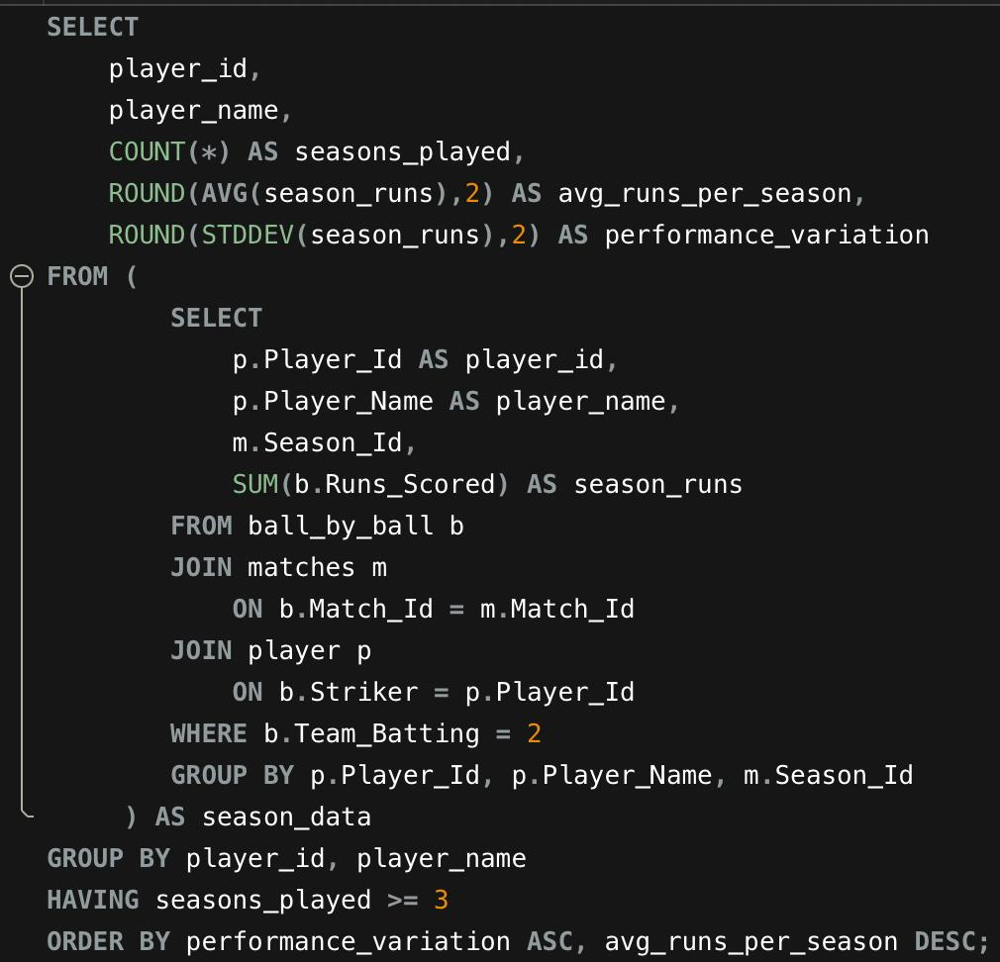 SELECT
    player_id,
    player_name,
    COUNT(*) AS seasons_played,
    ROUND(AVG(season_runs),2) AS avg_runs_per_season,
    ROUND(STDDEV(season_runs),2) AS performance_variation
FROM (
        SELECT
            p.Player_Id AS player_id,
            p.Player_Name AS player_name,
            m.Season_Id,
            SUM(b.Runs_Scored) AS season_runs
        FROM ball_by_ball b
        JOIN matches m
            ON b.Match_Id = m.Match_Id
        JOIN player p
            ON b.Striker = p.Player_Id
        WHERE b.Team_Batting = 2
        GROUP BY p.Player_Id, p.Player_Name, m.Season_Id
     ) AS season_data
GROUP BY player_id, player_name
HAVING seasons_played >= 3
ORDER BY performance_variation ASC, avg_runs_per_season DESC;